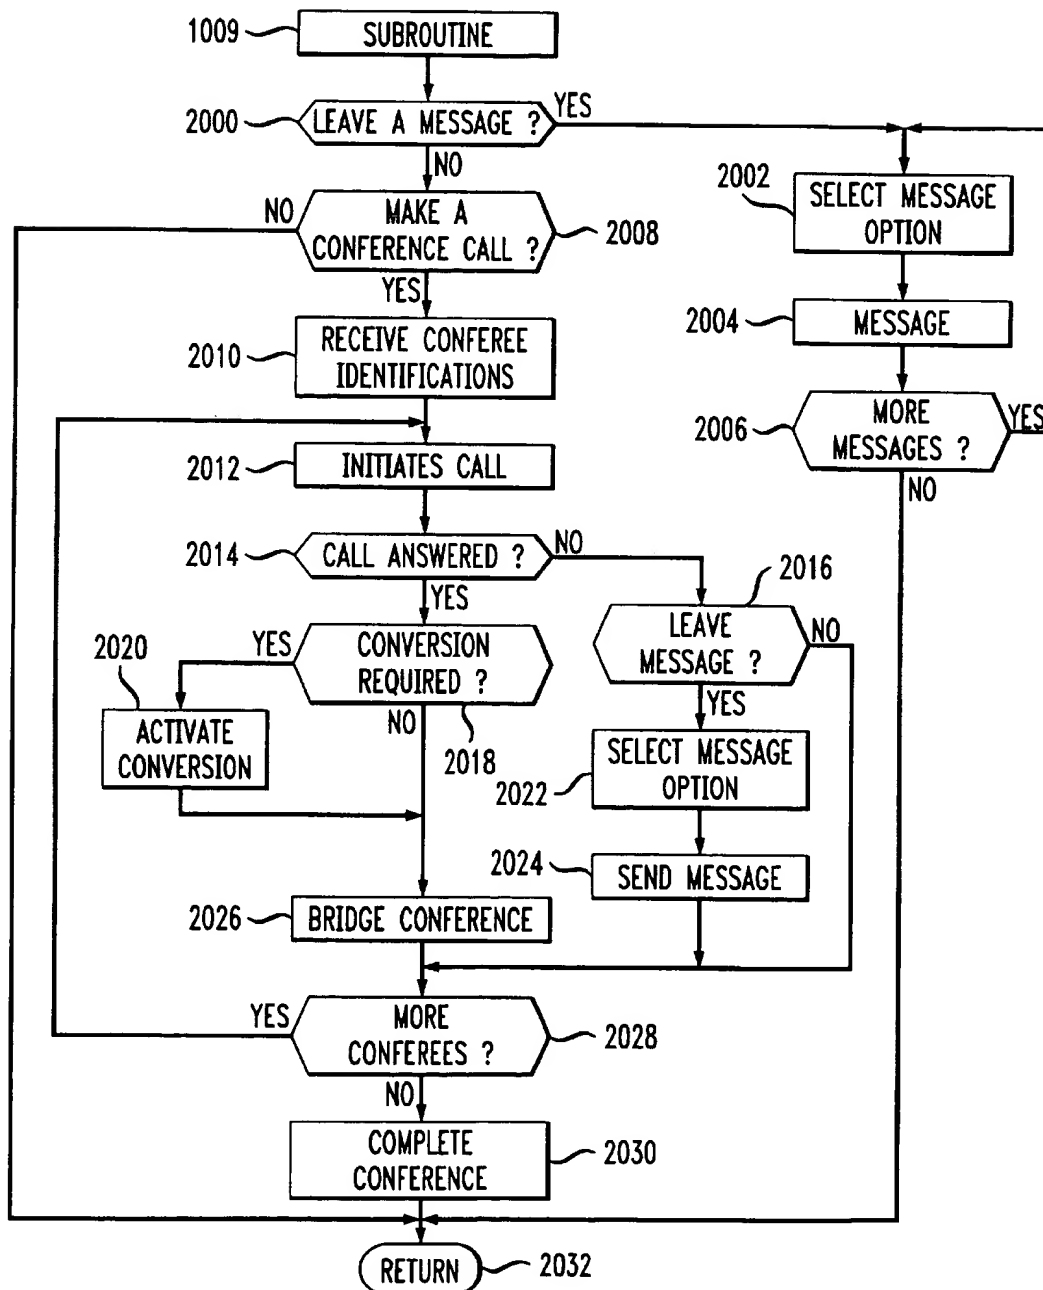 1009
SUBROUTINE
2000
LEAVE A MESSAGE ?
YES
NO
NO
MAKE A
CONFERENCE CALL ?
2008
YES
2002
SELECT MESSAGE
OPTION
2004
MESSAGE
2006
MORE
MESSAGES ?
YES
NO
2010
RECEIVE CONFEREE
IDENTIFICATIONS
2012
INITIATES CALL
2014
CALL ANSWERED ?
NO
YES
2016
LEAVE
MESSAGE ?
NO
YES
YES
CONVERSION
REQUIRED ?
NO
2018
2020
ACTIVATE
CONVERSION
2022
SELECT MESSAGE
OPTION
2024
SEND MESSAGE
2026
BRIDGE CONFERENCE
YES
MORE
CONFEREES ?
2028
NO
COMPLETE
CONFERENCE
2030
RETURN
2032